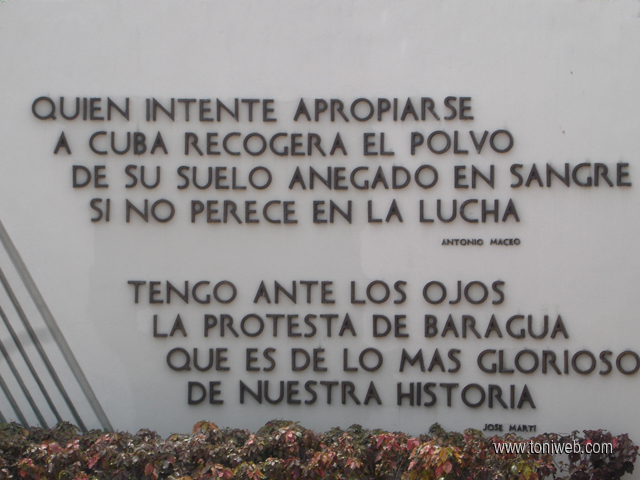 QUIEN INTENTE APROPIARSE
A CUBA RECOGERA EL POLVO
DE SU SUELO ANEGADO EN SANGRE
SI NO PERECE EN LA LUCHA
ANTONIO MACEO
TENGO ANTE LOS OJOS
LA PROTESTA DE BARAGUA
QUE ES DE LO MAS GLORIOSO
DE NUESTRA HISTORIA
JOSE MARTI
www.toniweb.com